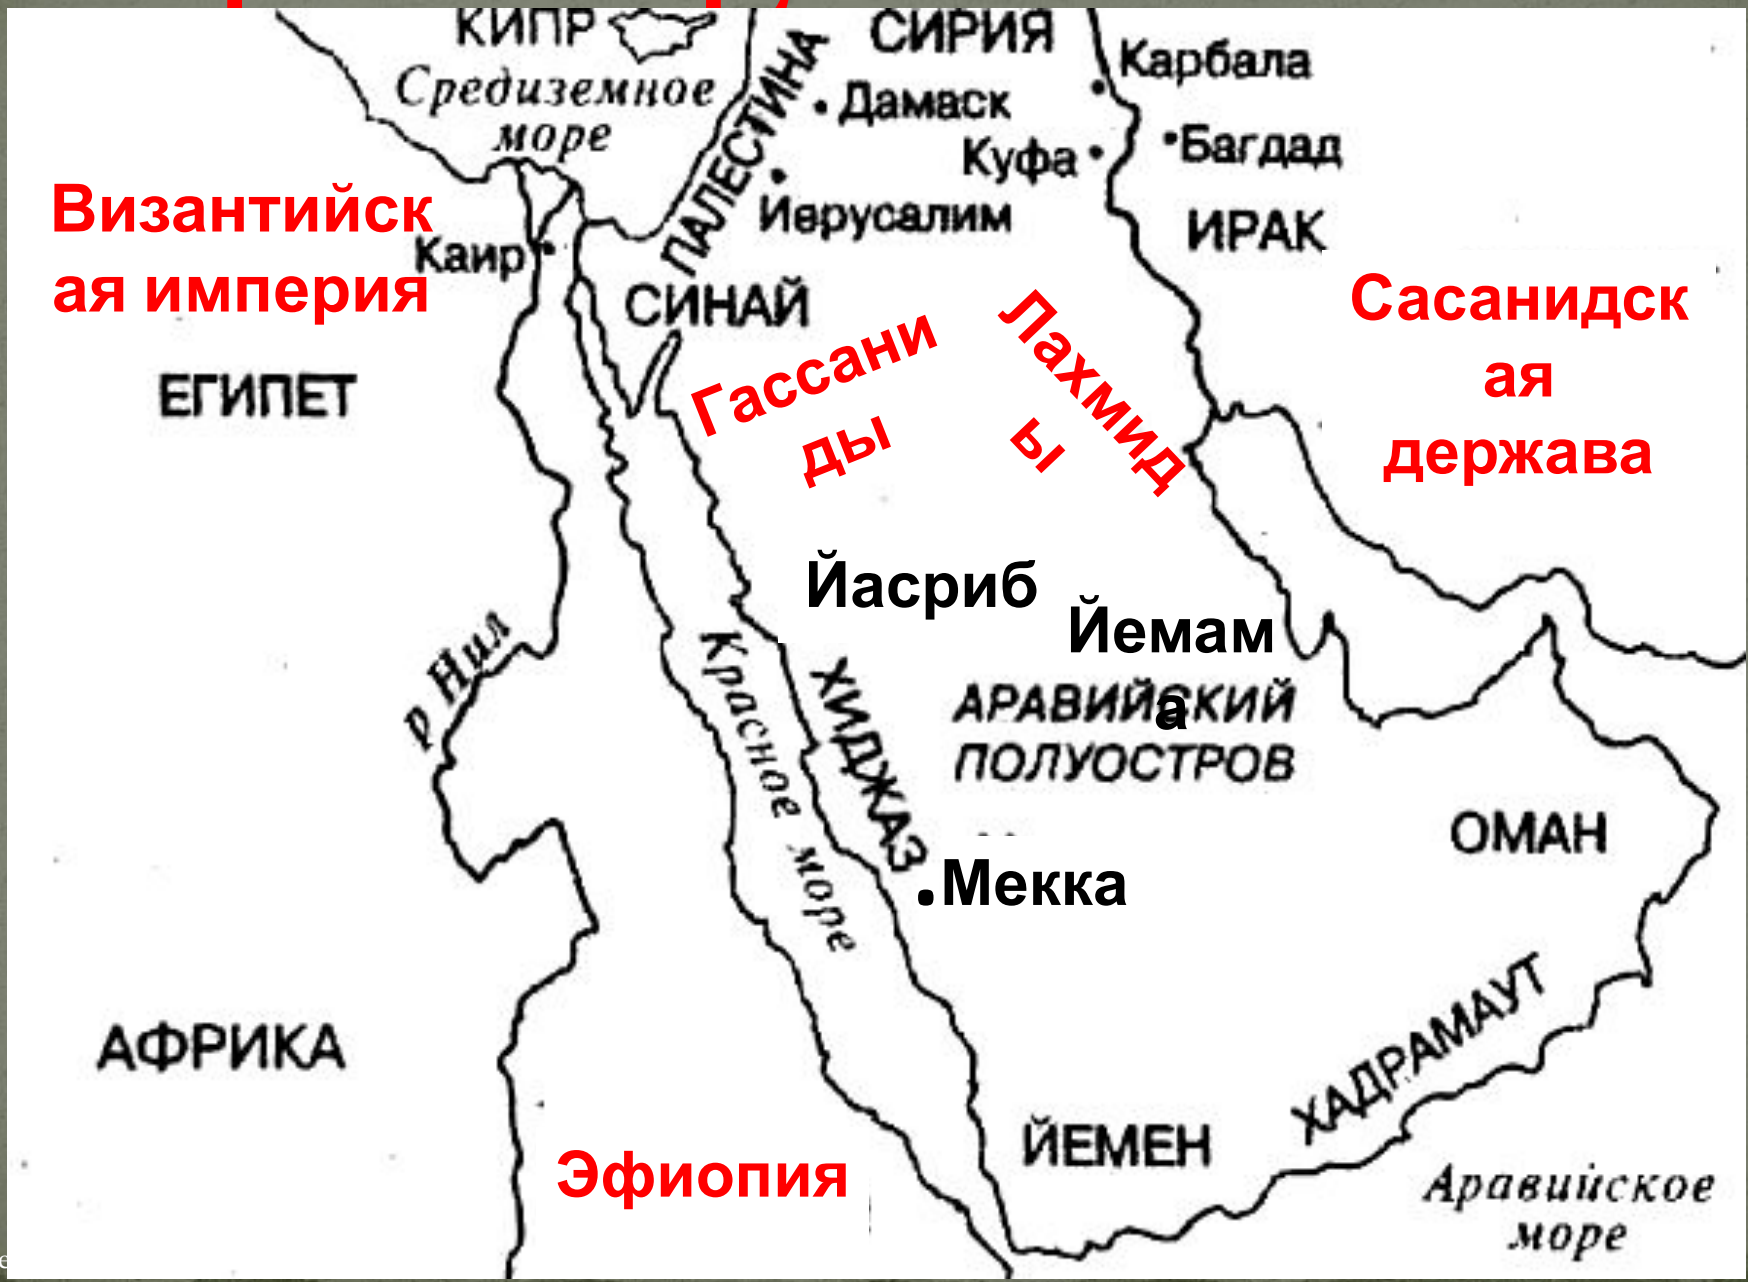 КИПР
СИРИЯ
Карбала
Средиземное
море
ПАЛЕСТИНА
Дамаск
Куфа
Багдад
Византийск
ая империя
Иерусалим
ИРАК
Каир
СИНАЙ
Сасанидск
ая
держава
Гассани
ды
Лахмид
ы
ЕГИПЕТ
Йасриб
Йемам
а
р Нил
Красное море
ХИДЖАЗ
АРАВИЙСКИЙ
ПОЛУОСТРОВ
ОМАН
.Мекка
АФРИКА
ХАДРАМАУТ
ЙЕМЕН
Эфиопия
Аравийское
море